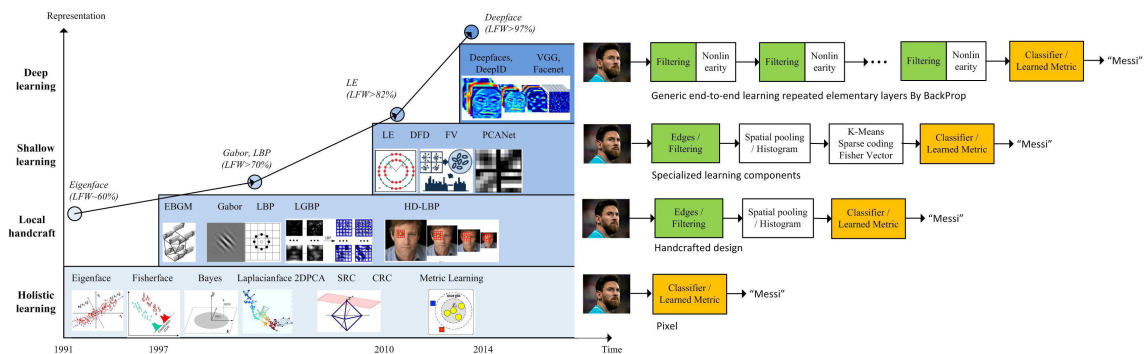 Representation
Deepface
(LFW>97%)
Deep
learning
Deepfaces,
DeepID
VGG,
Facenet
LE
(LFW>82%)
Shallow
learning
LE DFD FV PCANet
Gabor, LBP
(LFW>70%)
Eigenface
(LFW~60%)
Local
handcraft
EBGM Gabor LBP LGBP HD-LBP
Holistic
learning
Eigenface Fisherface Bayes Laplacianface 2DPCA SRC CRC Metric Learning
1991 1997 2010 2014 Time
Filtering
Nonlin
earity
Filtering
Nonlin
earity
Filtering
Nonlin
earity
Classifier /
Learned Metric
“Messi”
Generic end-to-end learning repeated elementary layers By BackProp
Edges /
Filtering
Spatial pooling
/ Histogram
K-Means
Sparse coding
Fisher Vector
Classifier /
Learned Metric
“Messi”
Specialized learning components
Edges /
Filtering
Spatial pooling
/ Histogram
Classifier /
Learned Metric
“Messi”
Handcrafted design
Classifier /
Learned Metric
“Messi”
Pixel